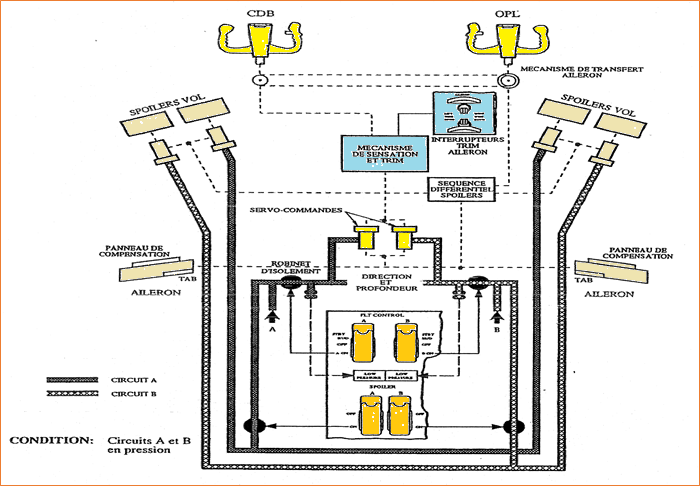 CDB
OPL
MECANISME DE TRANSFERT
AILERON
SPOILERS VOL
SPOILERS VOL
INTERRUPTEURS
TRIM
AILERON
MECANISME
DE SENSATION
ET TRIM
SEQUENCE
DIFFERENTIEL
SPOILERS
SERVO-COMMANDES
PANNEAU DE
COMPENSATION
TAB
AILERON
ROBINET
D'ISOLEMENT
DIRECTION
ET
PROFONDEUR
PANNEAU DE
COMPENSATION
TAB
AILERON
A
B
FLT CONTROL
A
B
STBY
RUD
OFF
A ON
STBY
RUD
OFF
B ON
LOW
PRESSURE
LOW
PRESSURE
SPOILER
A
B
OFF
ON
OFF
ON
CIRCUIT A
CIRCUIT B
CONDITION: Circuits A et B
en pression